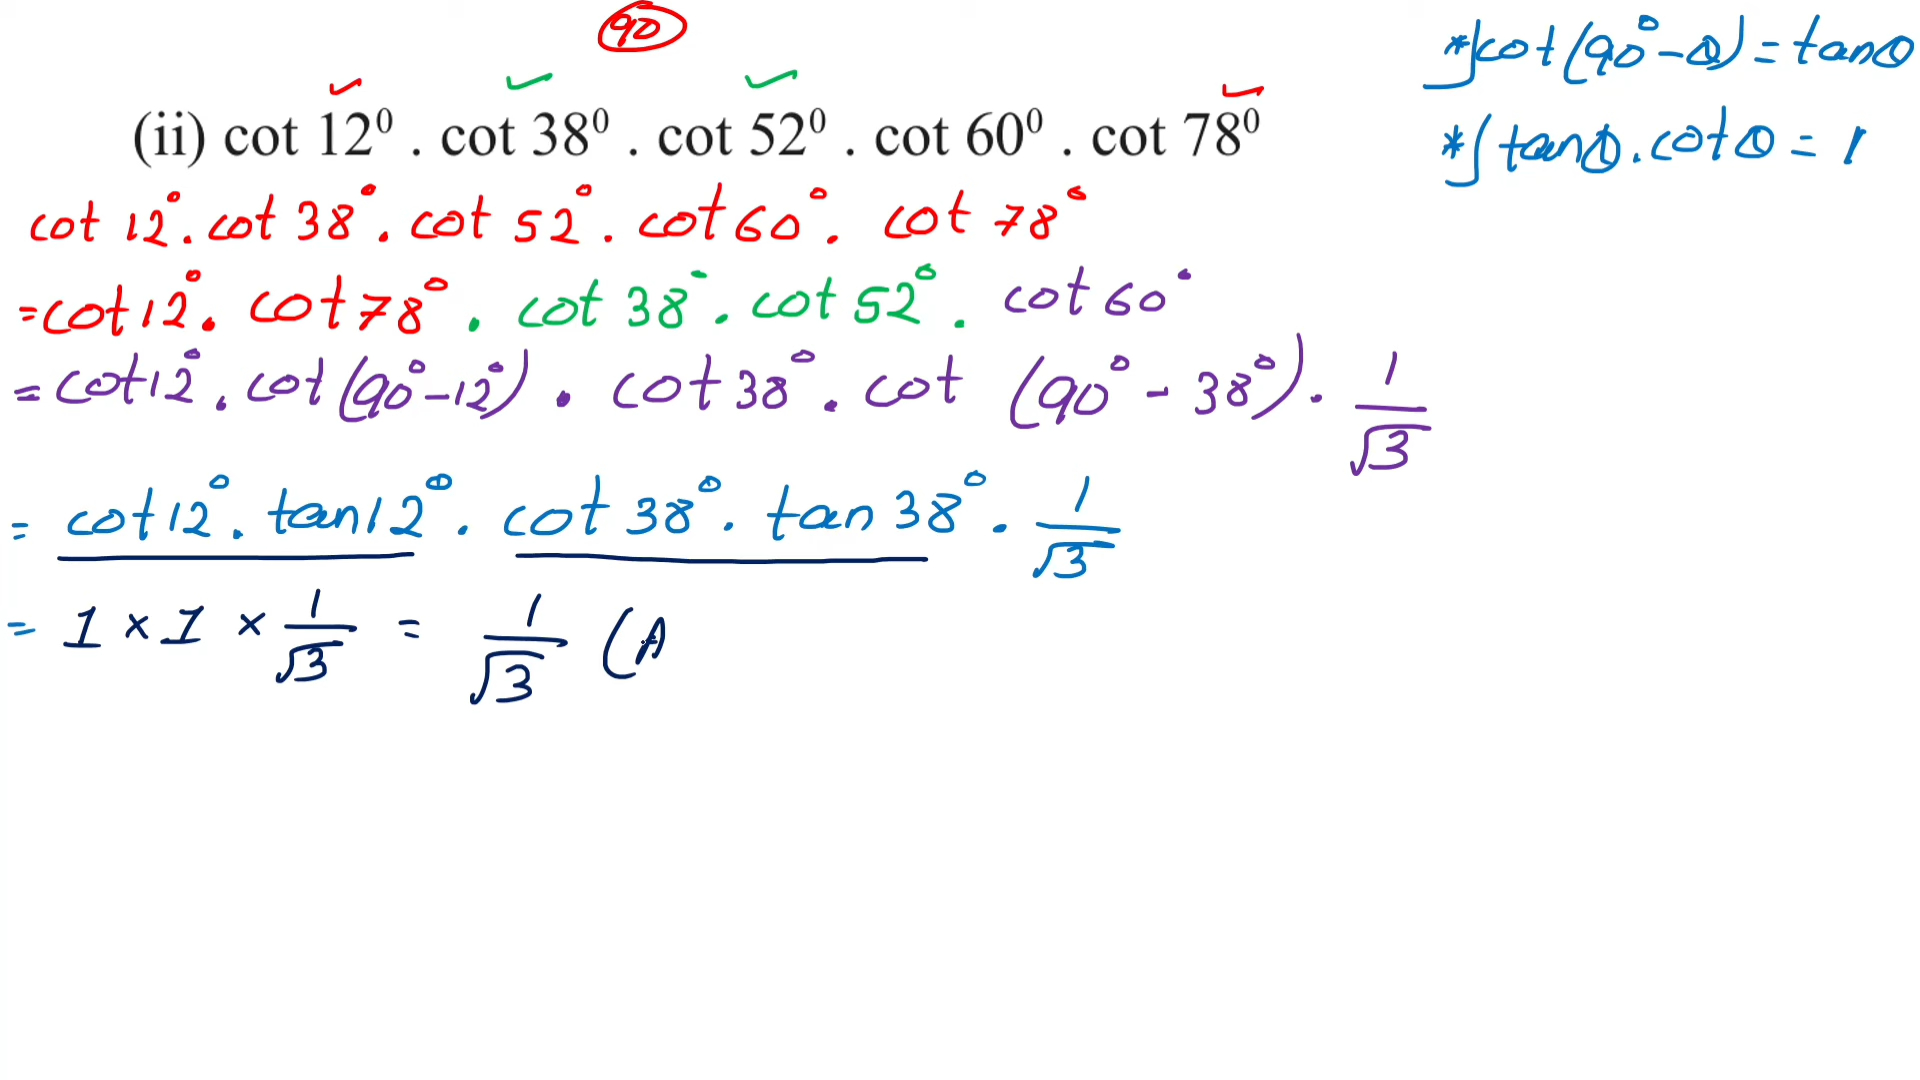 90
*∫cot(90° - θ) = tanθ
(ii) cot 12⁰ . cot 38⁰ . cot 52⁰ . cot 60⁰ . cot 78⁰
*∫ tanθ . cotθ = 1
cot 12° . cot 38° . cot 52° . cot 60° . cot 78°
= cot 12° . cot 78° . cot 38° . cot 52° . cot 60°
= cot 12° . cot (90° - 12°) . cot 38° . cot (90° - 38°) . 1/√3
= cot 12° . tan 12° . cot 38° . tan 38° . 1/√3
= 1 × 1 × 1/√3 = 1/√3 (A